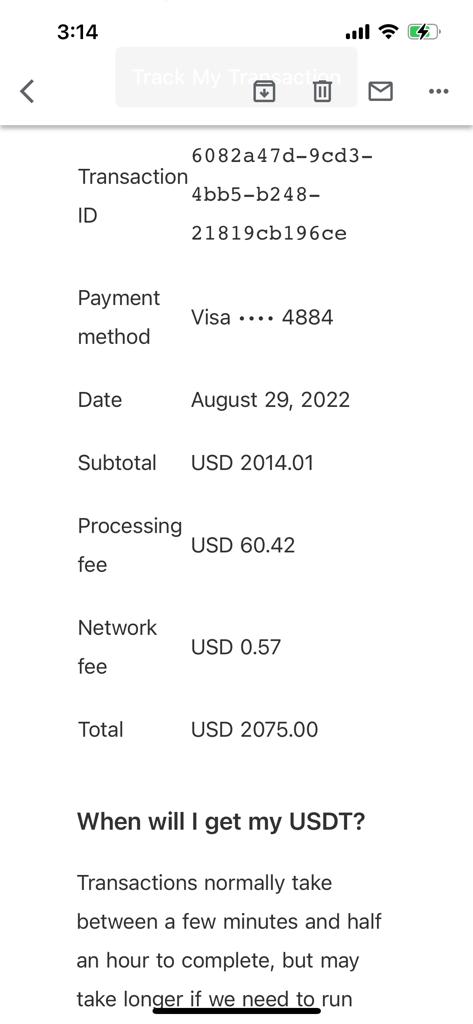 3:14
Track My Transaction
Transaction ID
6082a47d-9cd3-
4bb5-b248-
21819cb196ce
Payment
method
Visa •••• 4884
Date
August 29, 2022
Subtotal
USD 2014.01
Processing
fee
USD 60.42
Network
fee
USD 0.57
Total
USD 2075.00
When will I get my USDT?
Transactions normally take
between a few minutes and half
an hour to complete, but may
take longer if we need to run